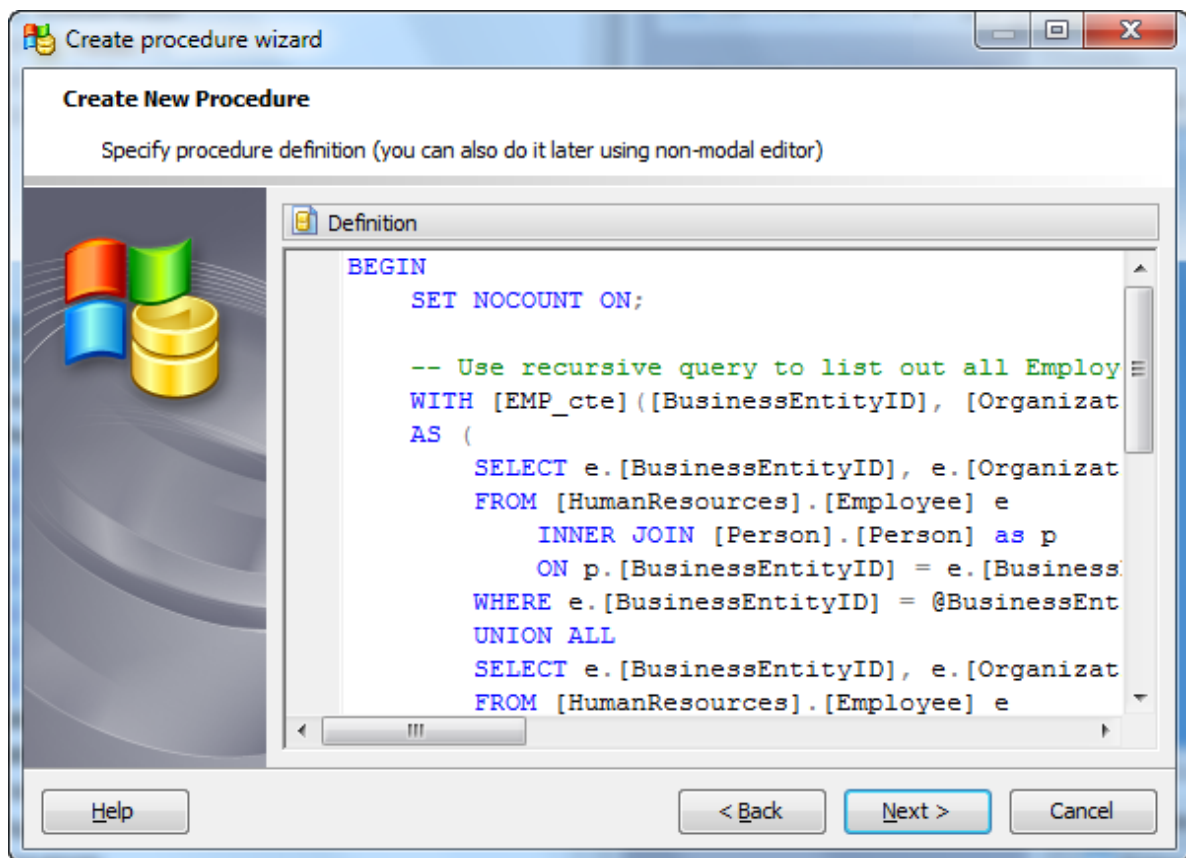 Create procedure wizard
Create New Procedure
Specify procedure definition (you can also do it later using non-modal editor)
Definition
BEGIN
SET NOCOUNT ON;
-- Use recursive query to list out all Employ
WITH [EMP_cte]([BusinessEntityID], [Organizat
AS (
SELECT e.[BusinessEntityID], e.[Organizat
FROM [HumanResources].[Employee] e
INNER JOIN [Person].[Person] as p
ON p.[BusinessEntityID] = e.[Business
WHERE e.[BusinessEntityID] = @BusinessEnt
UNION ALL
SELECT e.[BusinessEntityID], e.[Organizat
FROM [HumanResources].[Employee] e
Help
< Back
Next >
Cancel